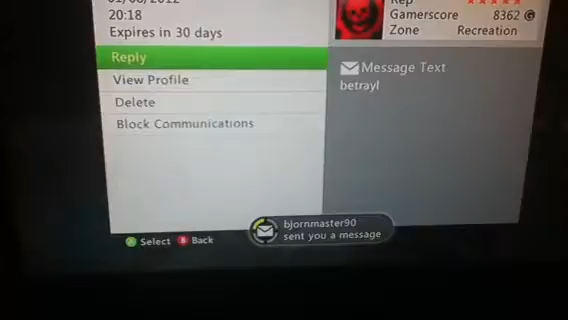 20:18
Expires in 30 days
Reply
View Profile
Delete
Block Communications
Rep
Gamerscore 8362 G
Zone Recreation
Message Text
betrayl
bjornmaster90
sent you a message
A Select B Back